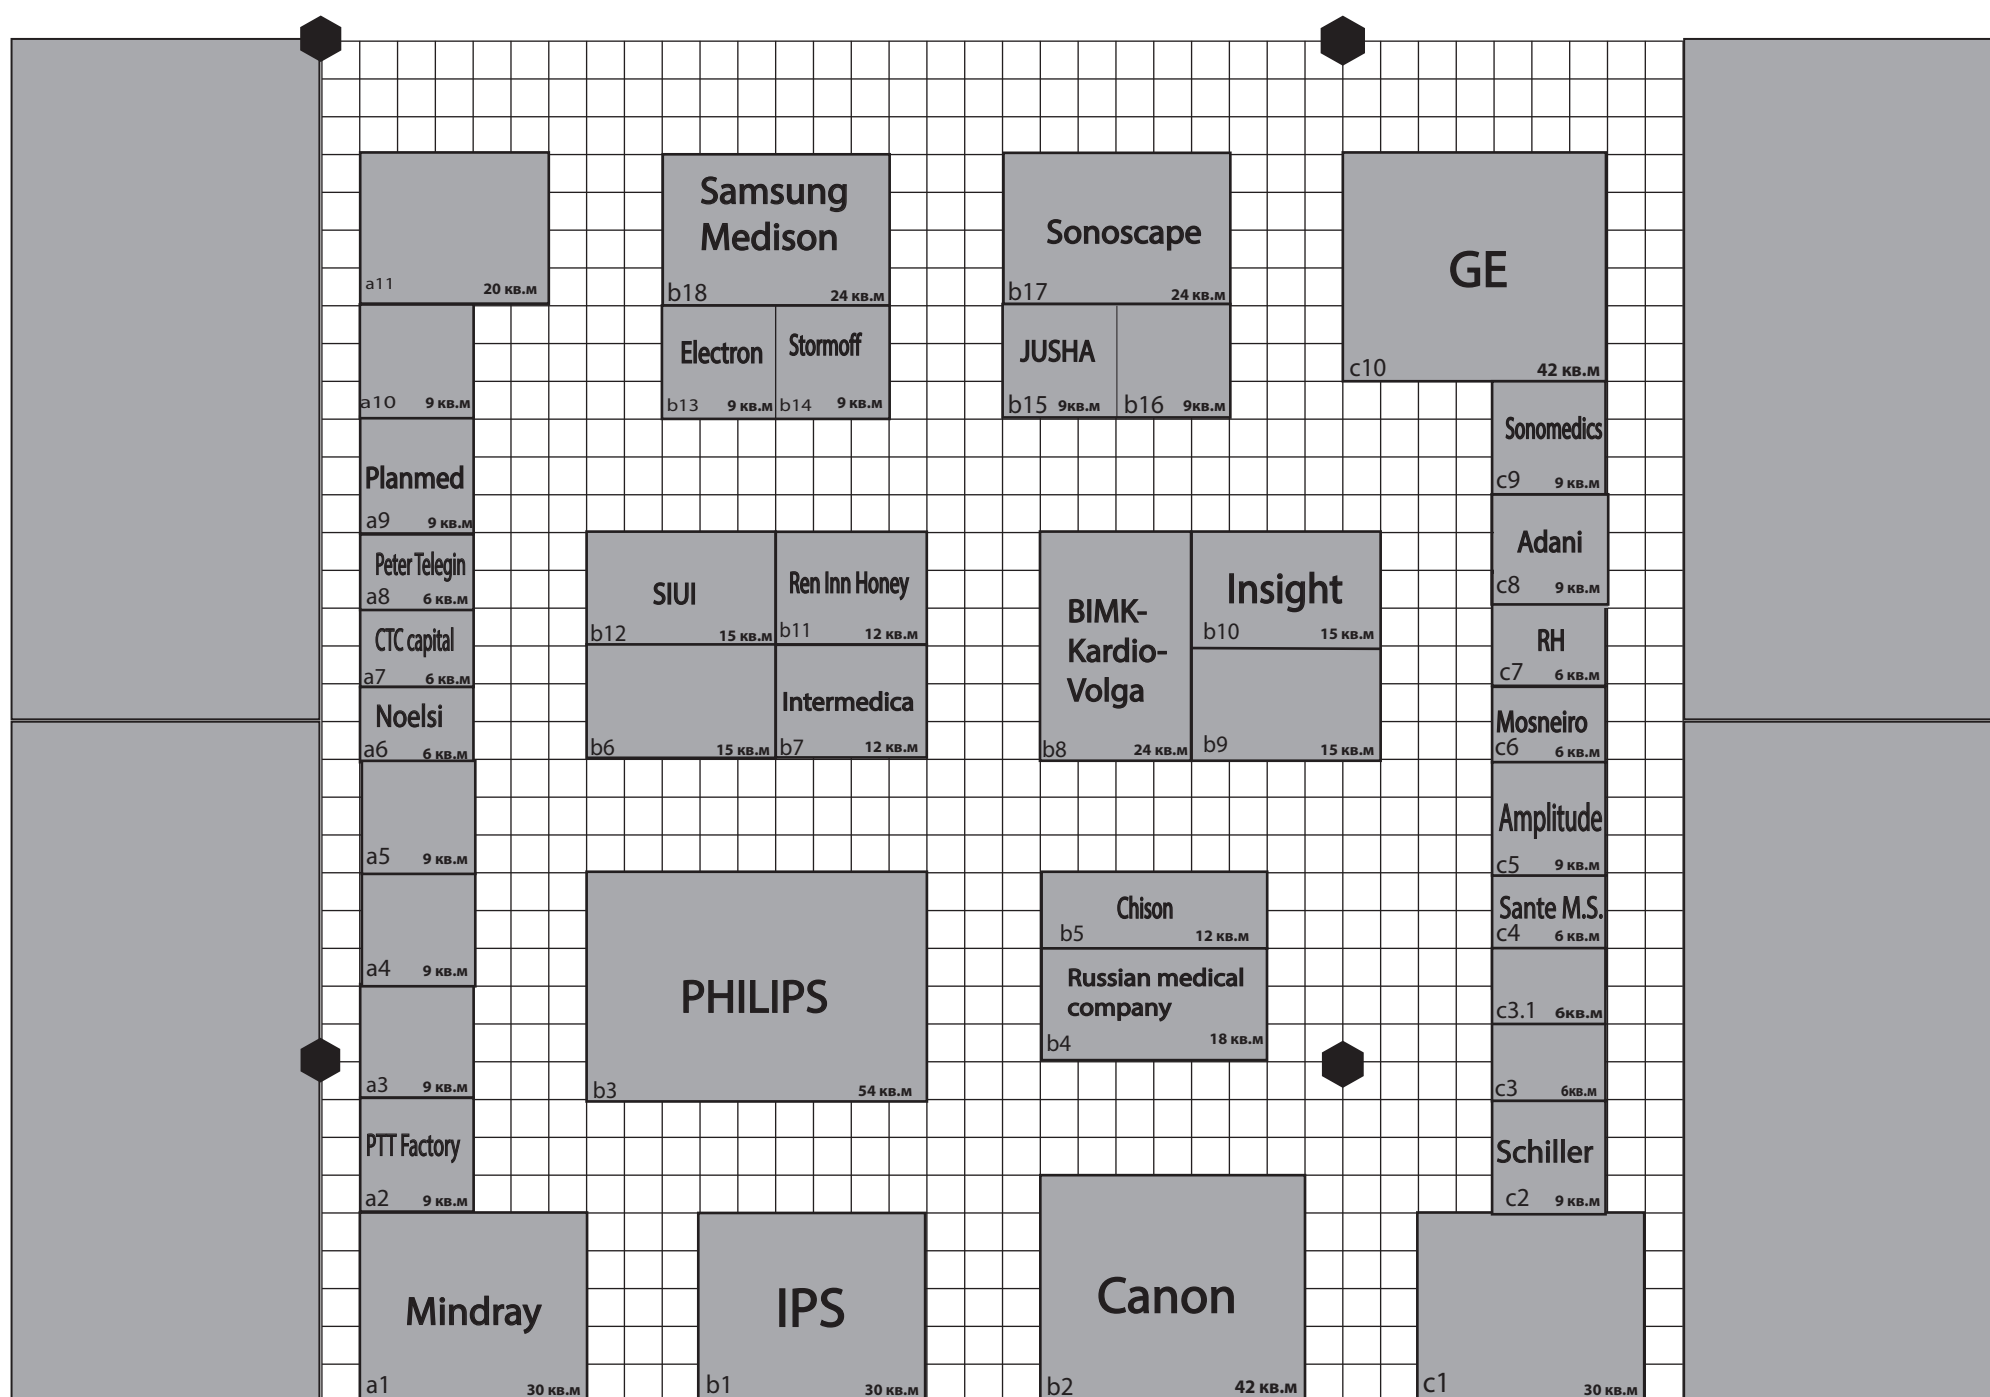 a11 20 кв.м
a10 9 кв.м
Planmed
a9 9 кв.м
Peter Telegin
a8 6 кв.м
CTC capital
a7 6 кв.м
Noelsi
a6 6 кв.м
a5 9 кв.м
a4 9 кв.м
a3 9 кв.м
PTT Factory
a2 9 кв.м
Mindray
a1 30 кв.м
Samsung
Medison
b18 24 кв.м
Electron
b13 9 кв.м
Stormoff
b14 9 кв.м
Sonoscape
b17 24 кв.м
JUSHA
b15 9кв.м
b16 9кв.м
SIUI
b12 15 кв.м
Ren Inn Honey
b11 12 кв.м
b6 15 кв.м
Intermedica
b7 12 кв.м
BIMK-
Kardio-
Volga
b8 24 кв.м
Insight
b10 15 кв.м
b9 15 кв.м
PHILIPS
b3 54 кв.м
Chison
b5 12 кв.м
Russian medical
company
b4 18 кв.м
IPS
b1 30 кв.м
Canon
b2 42 кв.м
GE
c10 42 кв.м
Sonomedics
c9 9 кв.м
Adani
c8 9 кв.м
RH
c7 6 кв.м
Mosneiro
c6 6 кв.м
Amplitude
c5 9 кв.м
Sante M.S.
c4 6 кв.м
c3.1 6кв.м
c3 6кв.м
Schiller
c2 9 кв.м
c1 30 кв.м